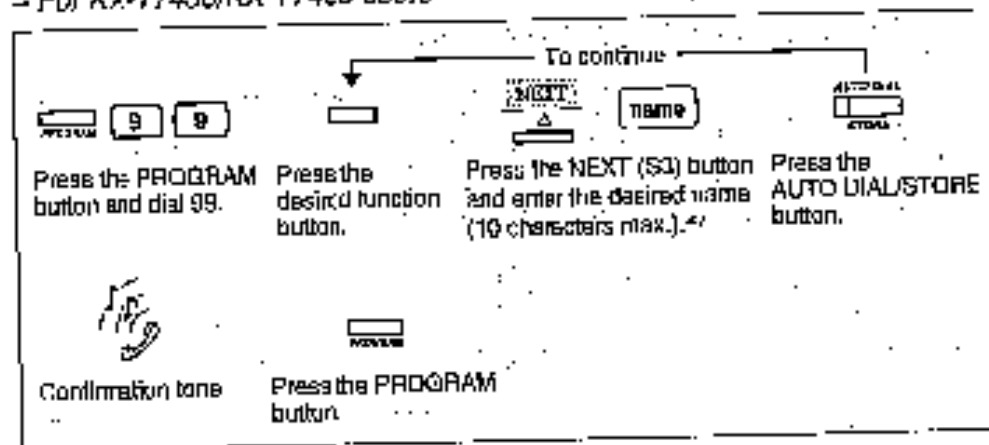 To continue
9 9
NEXT
name
Press the PROGRAM button and dial 99.
Press the desired function button.
Press the NEXT (S3) button and enter the desired name (10 characters max.).
Press the AUTO DIAL/STORE button.
Confirmation tone
Press the PROGRAM button.